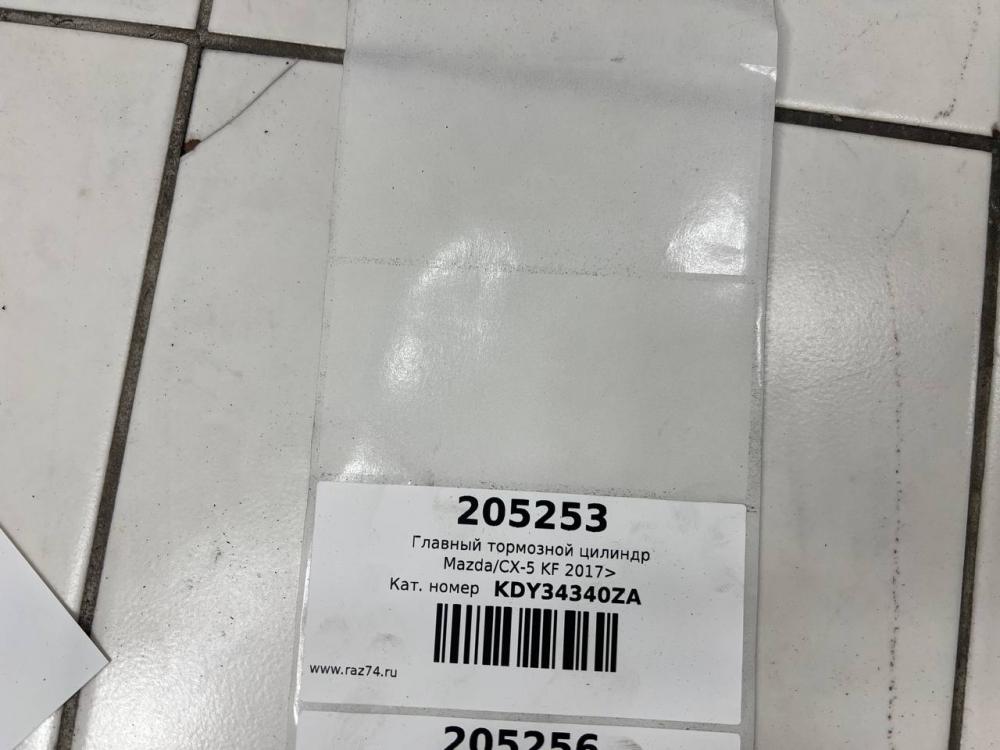 205253
Главный тормозной цилиндр
Mazda/CX-5 KF 2017>
Кат. номер KDY34340ZA
www.raz74.ru
205256